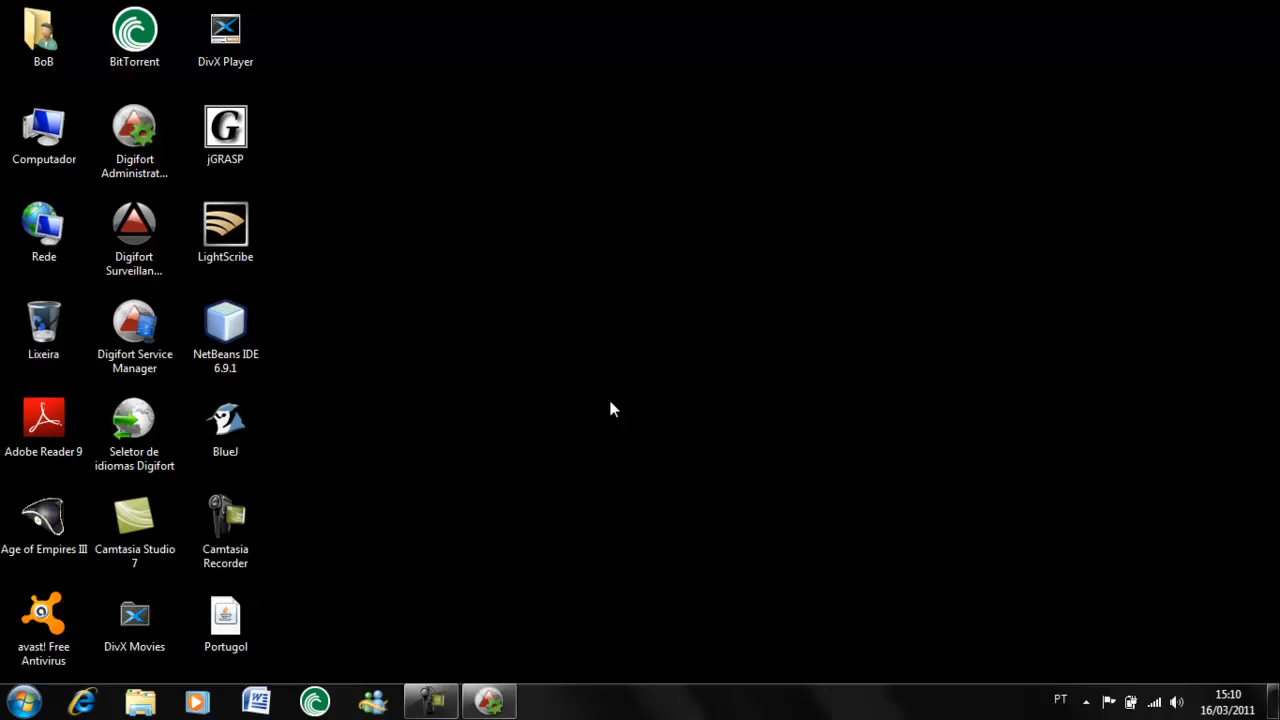 BoB
BitTorrent
DivX Player
Computador
Digifort
Administrat...
jGRASP
Rede
Digifort
Surveillan...
LightScribe
Lixeira
Digifort Service
Manager
NetBeans IDE
6.9.1
Adobe Reader 9
Seletor de
idiomas Digifort
BlueJ
Age of Empires III
Camtasia Studio
7
Camtasia
Recorder
avast! Free
Antivirus
DivX Movies
Portugol
PT
15:10
16/03/2011